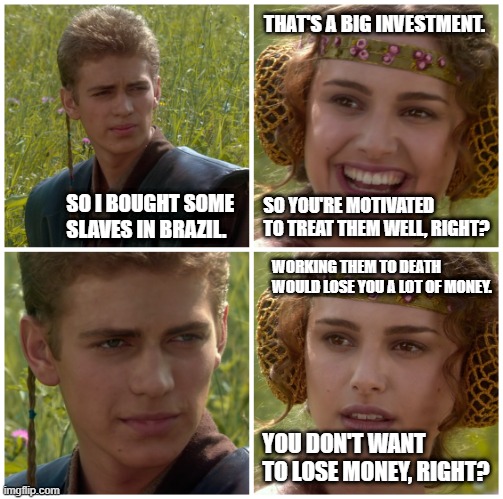 SO I BOUGHT SOME
SLAVES IN BRAZIL.
THAT'S A BIG INVESTMENT.
SO YOU'RE MOTIVATED
TO TREAT THEM WELL, RIGHT?
WORKING THEM TO DEATH
WOULD LOSE YOU A LOT OF MONEY.
YOU DON'T WANT
TO LOSE MONEY, RIGHT?
imgflip.com